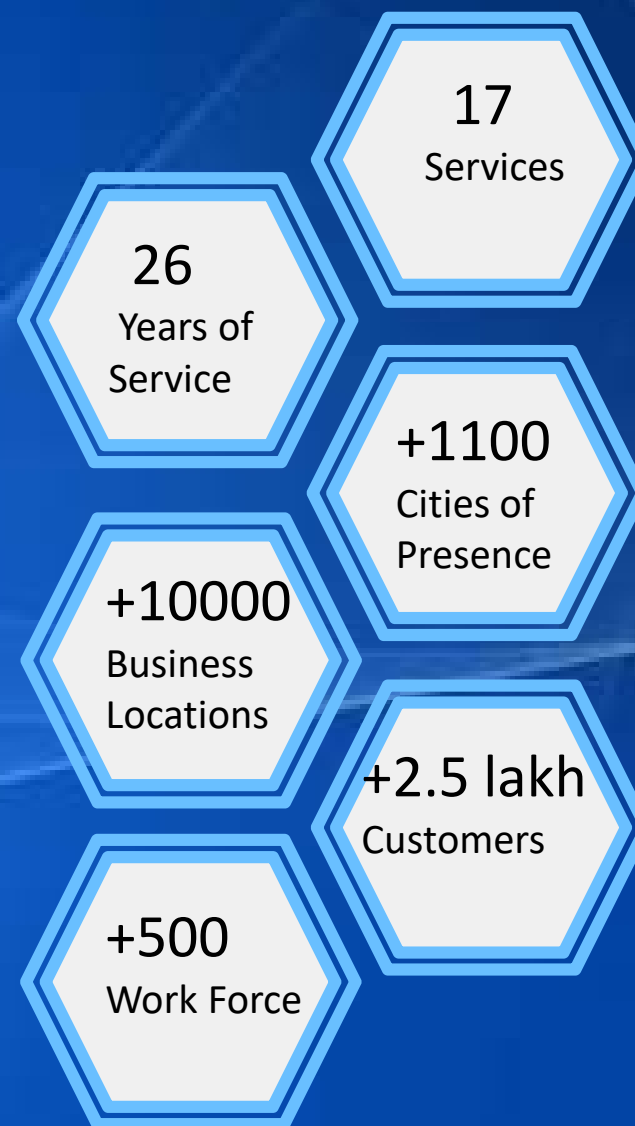 17
Services
26
Years of
Service
+1100
Cities of
Presence
+10000
Business
Locations
+2.5 lakh
Customers
+500
Work Force